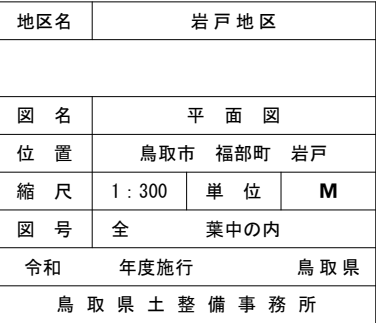 地区名 岩戸地区
図 名 平 面 図
位 置 鳥取市 福部町 岩戸
縮 尺 1：300 単 位 M
図 号 全 葉中の内
令和 年度施行 鳥取県
鳥取県土整備事務所